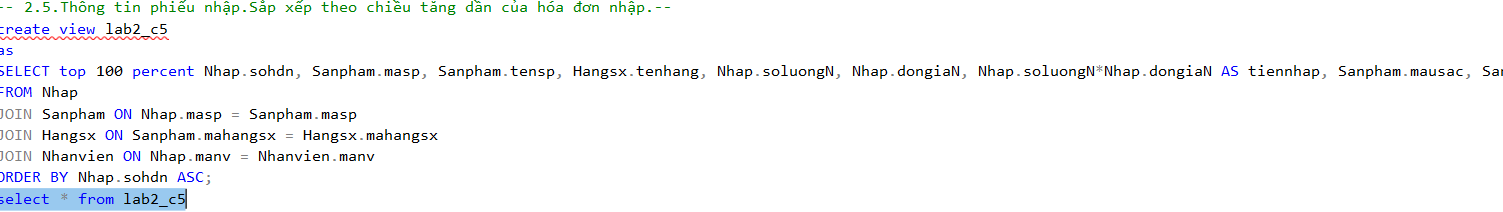 -- 2.5.Thông tin phiếu nhập.Sắp xếp theo chiều tăng dần của hóa đơn nhập.--
create view lab2_c5
as
SELECT top 100 percent Nhap.sohdn, Sanpham.masp, Sanpham.tensp, Hangsx.tenhang, Nhap.soluongN, Nhap.dongiaN, Nhap.soluongN*Nhap.dongiaN AS tiennhap, Sanpham.mausac, San
FROM Nhap
JOIN Sanpham ON Nhap.masp = Sanpham.masp
JOIN Hangsx ON Sanpham.mahangsx = Hangsx.mahangsx
JOIN Nhanvien ON Nhap.manv = Nhanvien.manv
ORDER BY Nhap.sohdn ASC;
select * from lab2_c5